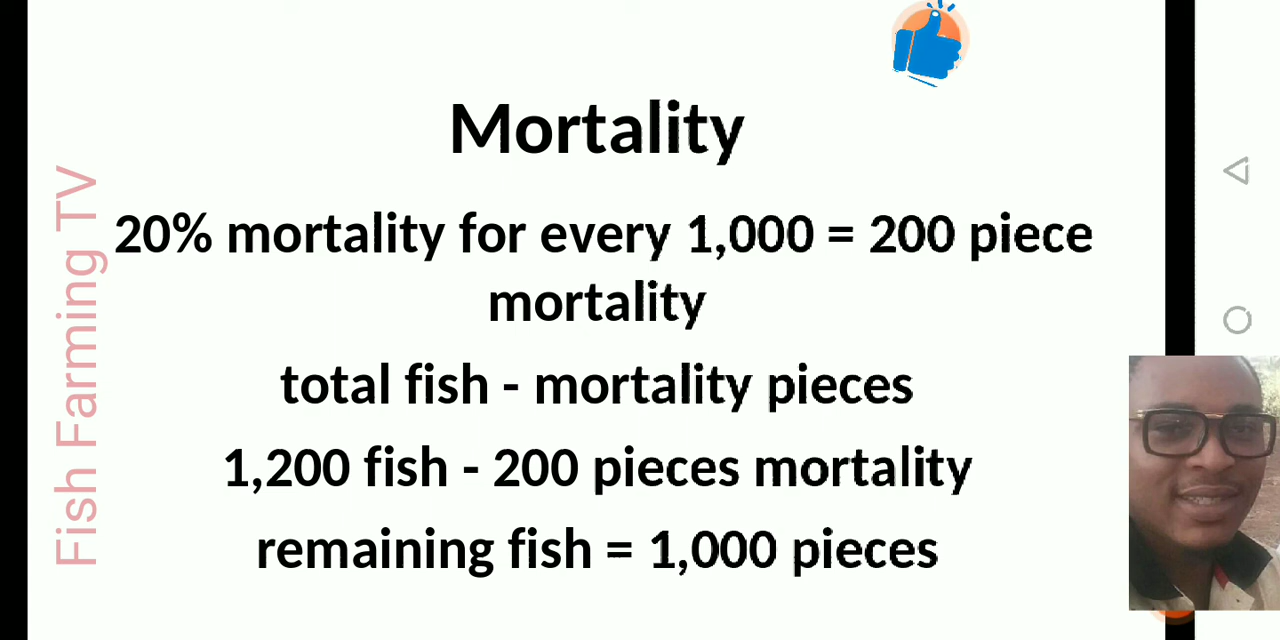 Mortality
20% mortality for every 1,000 = 200 piece
mortality
total fish - mortality pieces
1,200 fish - 200 pieces mortality
remaining fish = 1,000 pieces
Fish Farming TV